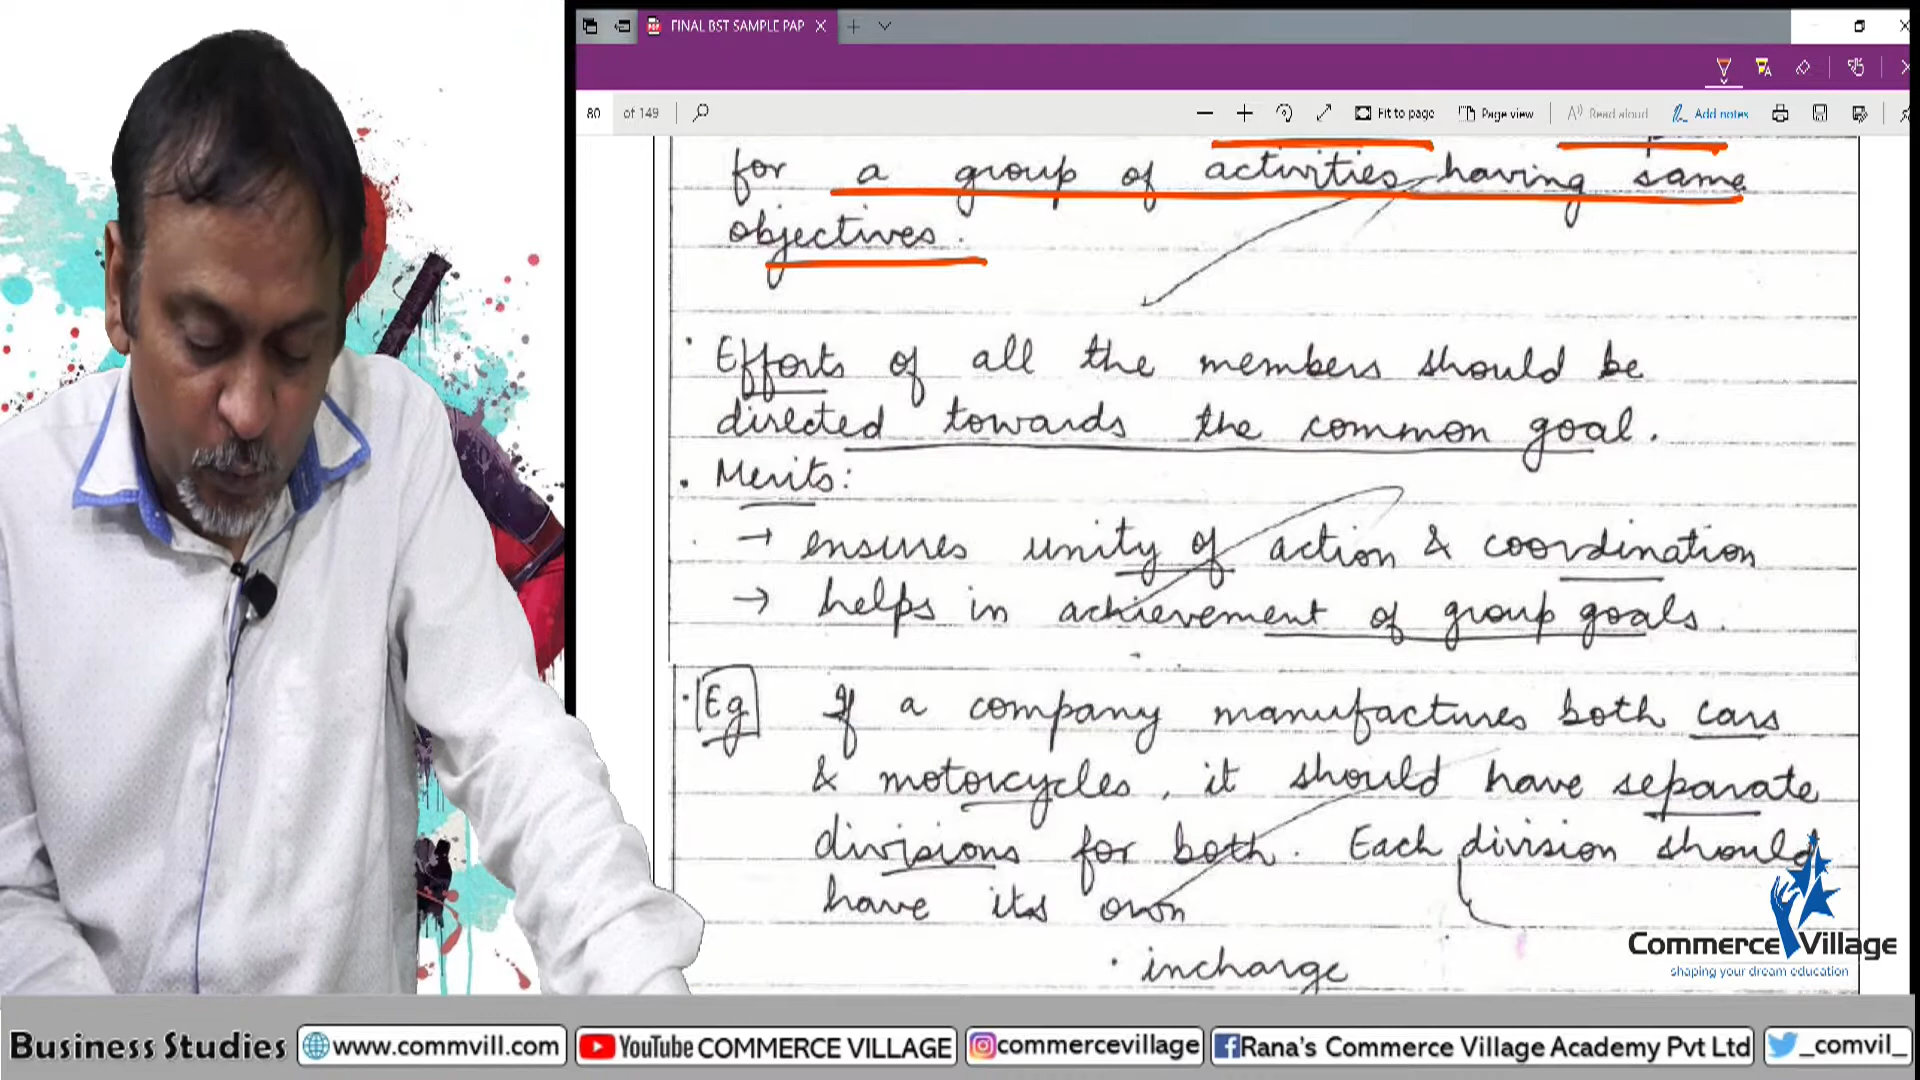 FINAL BST SAMPLE PAP
80 of 149
Fit to page
Page view
Read aloud
Add notes
for a group of activities having same
objectives.
Efforts of all the members should be
directed towards the common goal.
Merits:
→ ensures unity of action & coordination
→ helps in achievement of group goals.
Eg If a company manufactures both cars
& motorcycles, it should have separate
divisions for both. Each division should
have its own
incharge
Commerce Village
shaping your dream education
Business Studies
www.commvill.com
YouTube COMMERCE VILLAGE
commercevillage
Rana's Commerce Village Academy Pvt Ltd
_comvil_